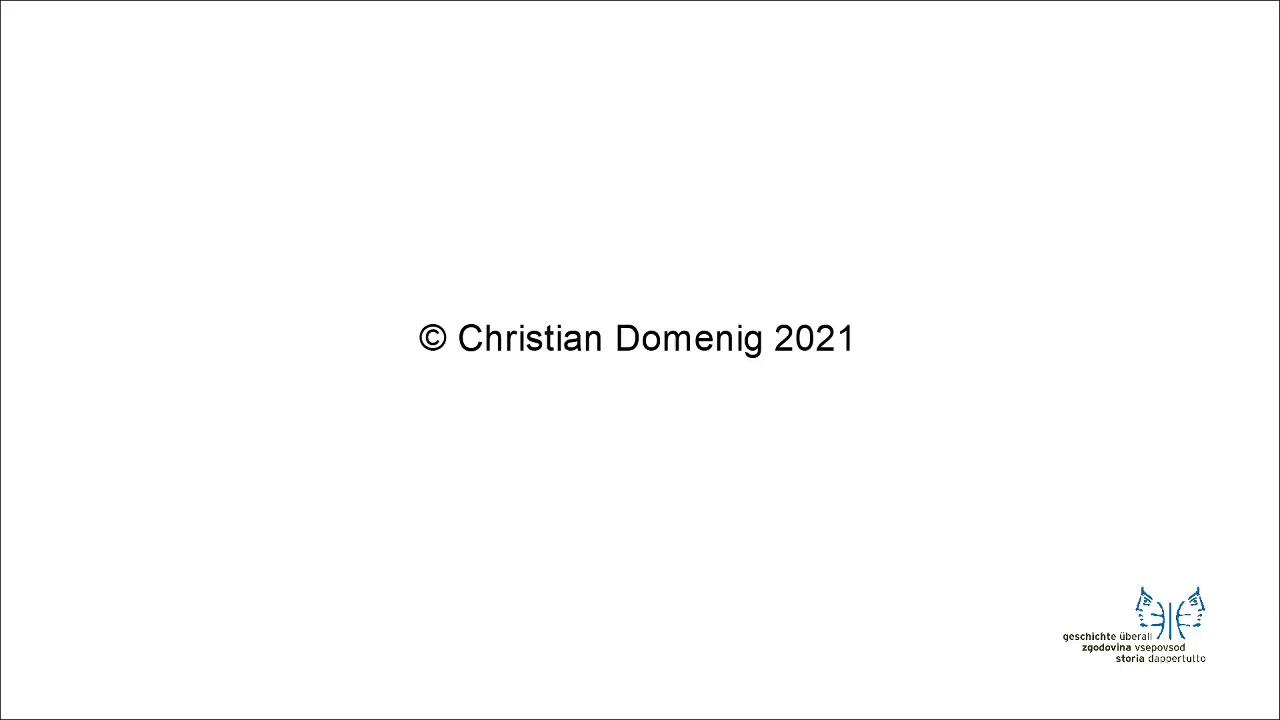 © Christian Domenig 2021
geschichte überall
zgodovina vsepovsod
storia dappertutto